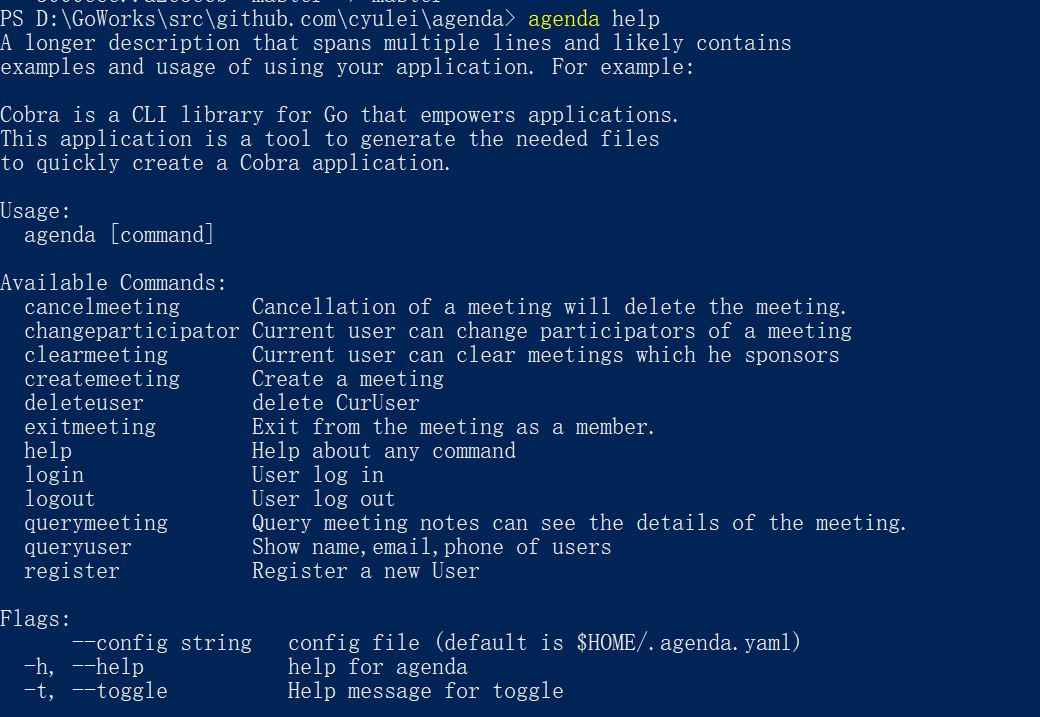 PS D:\GoWorks\src\github.com\cyulei\agenda> agenda help
A longer description that spans multiple lines and likely contains
examples and usage of using your application. For example:

Cobra is a CLI library for Go that empowers applications.
This application is a tool to generate the needed files
to quickly create a Cobra application.

Usage:
  agenda [command]

Available Commands:
  cancelmeeting      Cancellation of a meeting will delete the meeting.
  changeparticipator Current user can change participators of a meeting
  clearmeeting       Current user can clear meetings which he sponsors
  createmeeting      Create a meeting
  deleteuser         delete CurUser
  exitmeeting        Exit from the meeting as a member.
  help               Help about any command
  login              User log in
  logout             User log out
  querymeeting       Query meeting notes can see the details of the meeting.
  queryuser          Show name,email,phone of users
  register           Register a new User

Flags:
      --config string   config file (default is $HOME/.agenda.yaml)
  -h, --help            help for agenda
  -t, --toggle          Help message for toggle